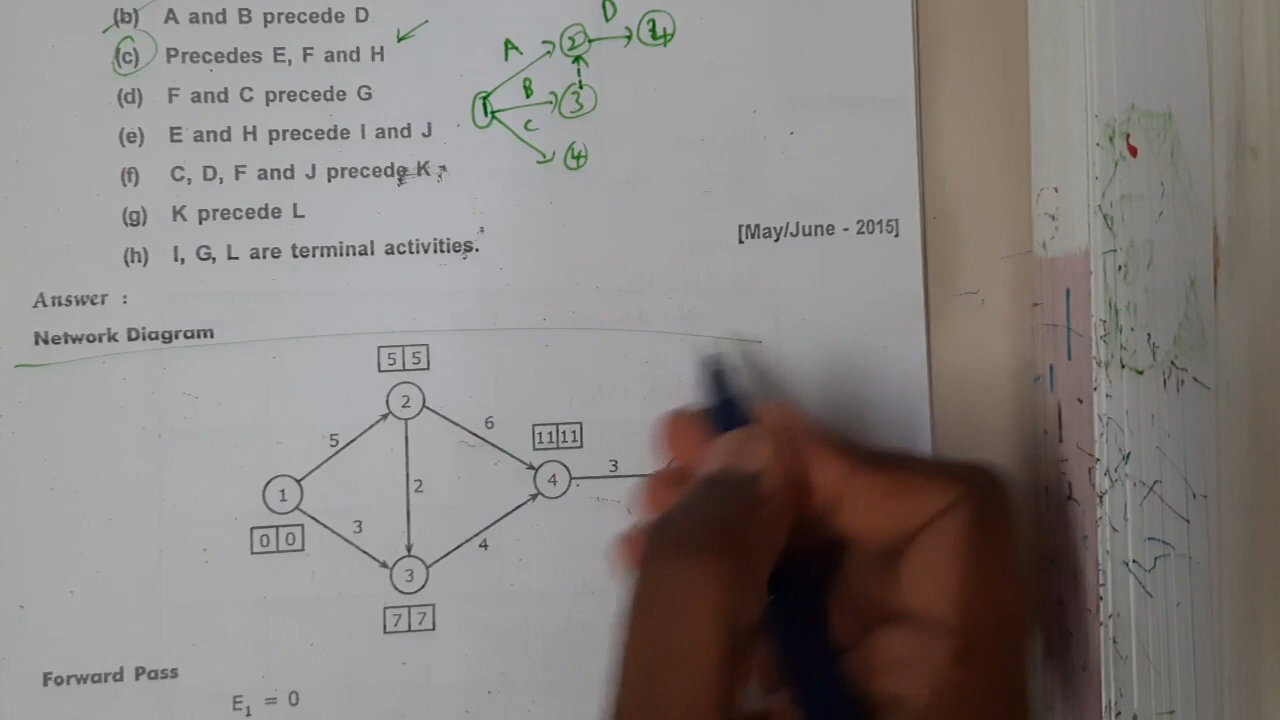 (b) A and B precede D
(c) Precedes E, F and H
(d) F and C precede G
(e) E and H precede I and J
(f) C, D, F and J precede K
(g) K precede L
(h) I, G, L are terminal activities.
[May/June - 2015]
A 2 D
1 B 3
C 4
Answer :
Network Diagram
5 5
2
5 6
11 11
1 2 4 3
0 0
3 4
3
7 7
Forward Pass
E1 = 0